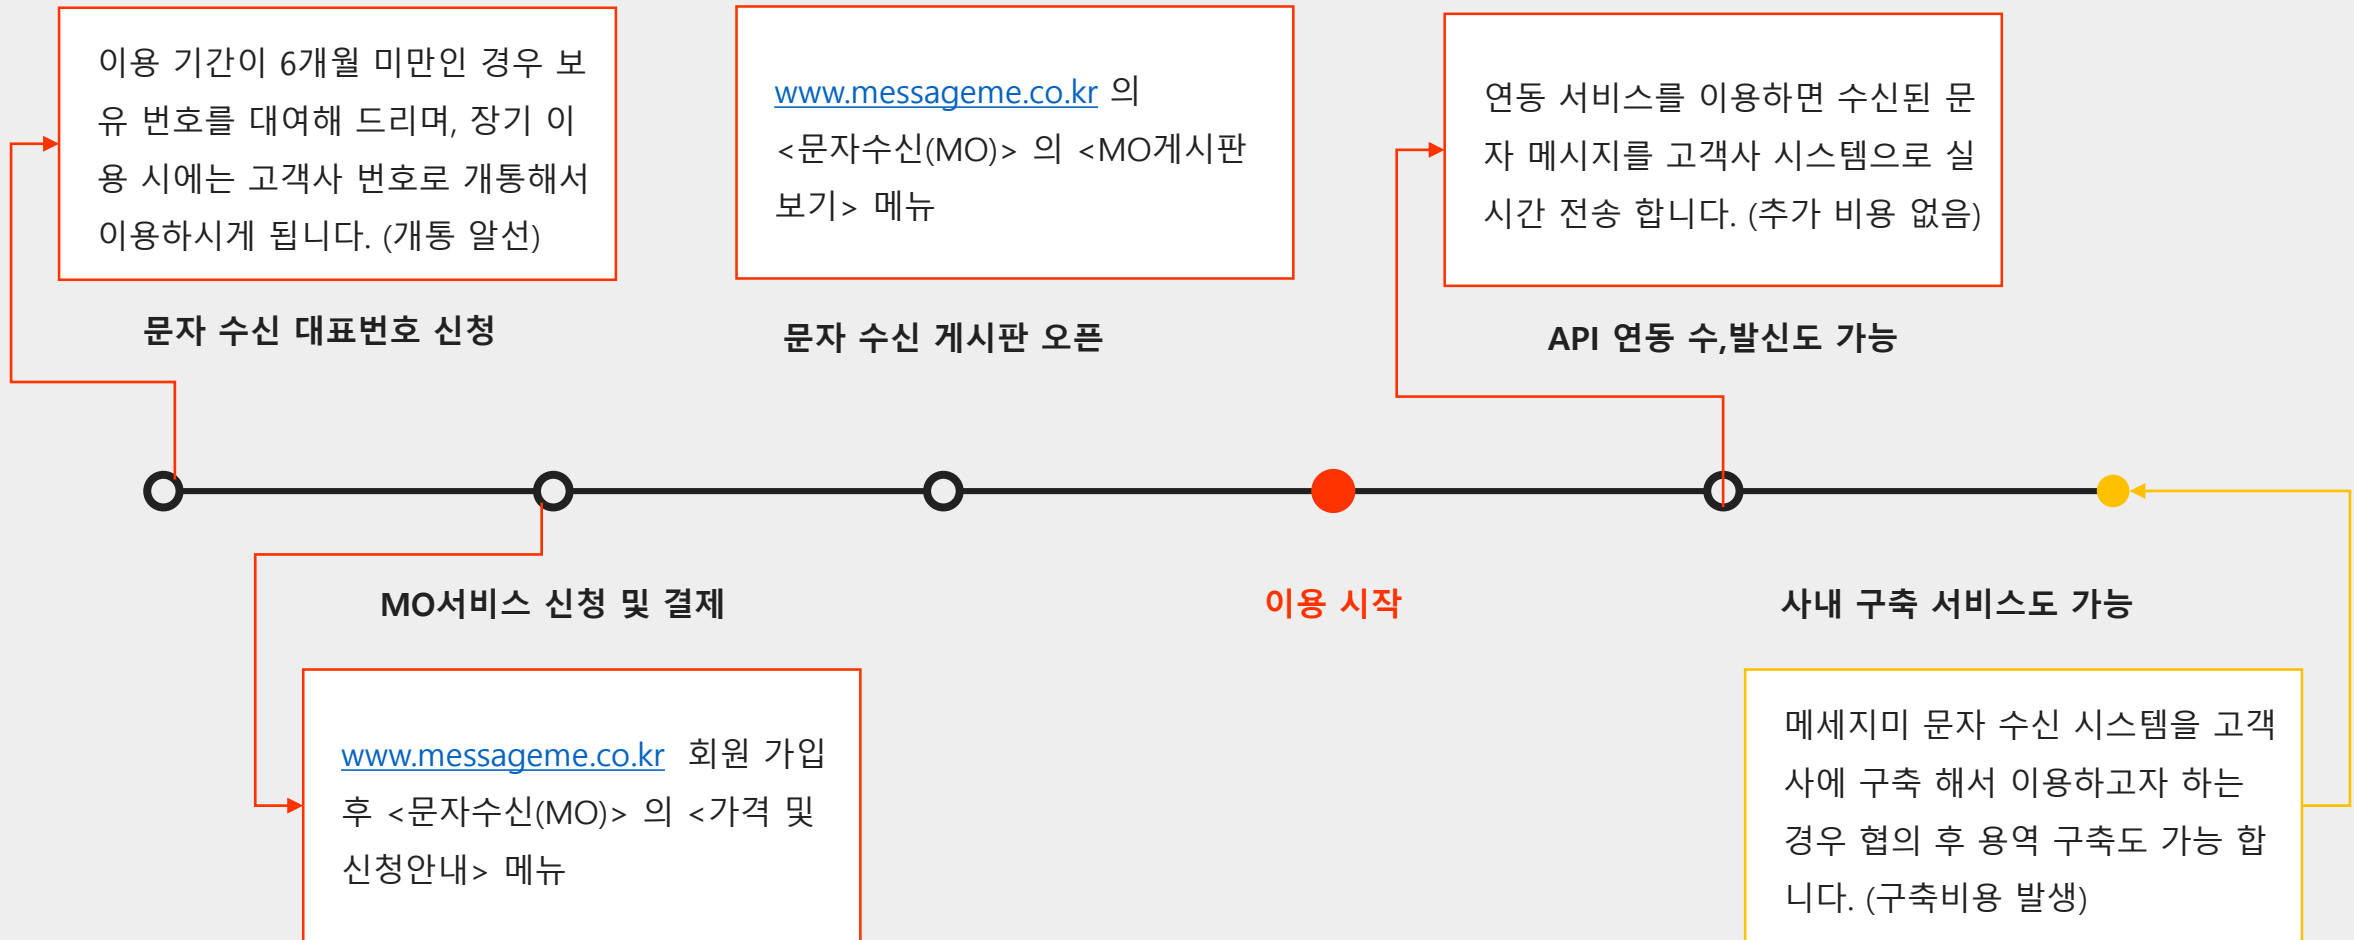 이용 기간이 6개월 미만인 경우 보
유 번호를 대여해 드리며, 장기 이
용 시에는 고객사 번호로 개통해서
이용하시게 됩니다. (개통 알선)
문자 수신 대표번호 신청
www.messageme.co.kr 의
<문자수신(MO)> 의 <MO게시판
보기> 메뉴
문자 수신 게시판 오픈
연동 서비스를 이용하면 수신된 문
자 메시지를 고객사 시스템으로 실
시간 전송 합니다. (추가 비용 없음)
API 연동 수,발신도 가능
MO서비스 신청 및 결제
www.messageme.co.kr 회원 가입
후 <문자수신(MO)> 의 <가격 및
신청안내> 메뉴
이용 시작
사내 구축 서비스도 가능
메세지미 문자 수신 시스템을 고객
사에 구축 해서 이용하고자 하는
경우 협의 후 용역 구축도 가능 합
니다. (구축비용 발생)